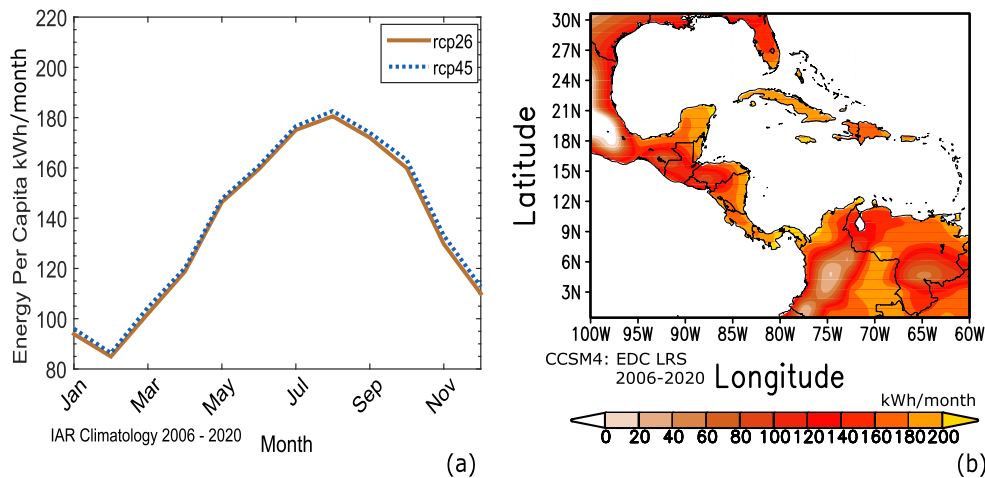 220
200
180
160
140
120
100
80
Energy Per Capita kWh/month
rcp26
rcp45
Jan
Mar
May
Jul
Sep
Nov
IAR Climatology 2006 - 2020
Month
(a)
30N
27N
24N
21N
18N
15N
12N
9N
6N
3N
Latitude
100W 95W 90W 85W 80W 75W 70W 65W 60W
CCSM4: EDC LRS
2006-2020
Longitude
kWh/month
0 20 40 60 80 100 120 140 160 180 200
(b)